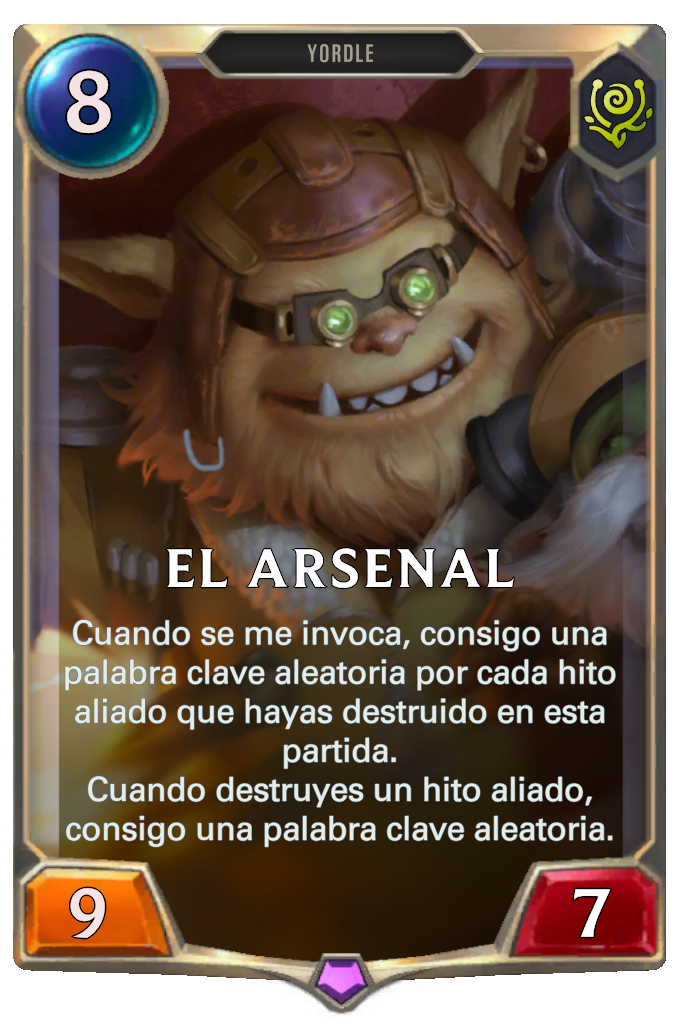 8
YORDLE
EL ARSENAL
Cuando se me invoca, consigo una
palabra clave aleatoria por cada hito
aliado que hayas destruido en esta
partida.
Cuando destruyes un hito aliado,
consigo una palabra clave aleatoria.
9
7